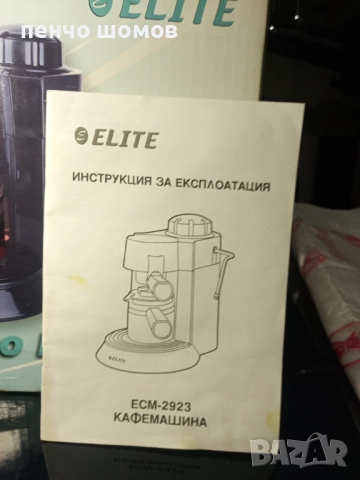 пенчо шомов
ELITE
ELITE
ИНСТРУКЦИЯ ЗА ЕКСПЛОАТАЦИЯ
ELITE
ECM-2923
КАФЕМАШИНА
BAZAR